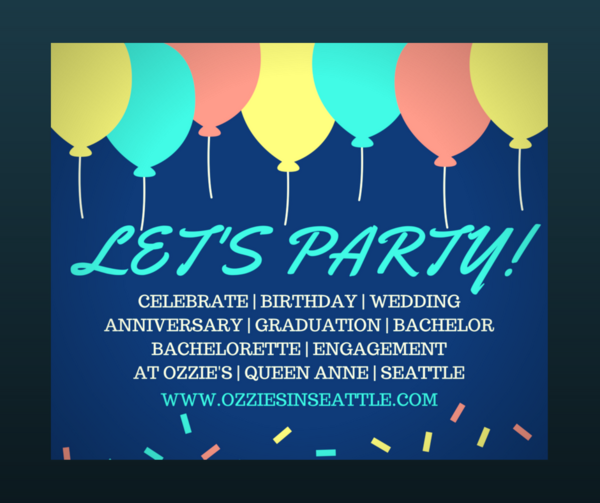 LET'S PARTY!
CELEBRATE | BIRTHDAY | WEDDING
ANNIVERSARY | GRADUATION | BACHELOR
BACHELORETTE | ENGAGEMENT
AT OZZIE'S | QUEEN ANNE | SEATTLE
WWW.OZZIESINSEATTLE.COM